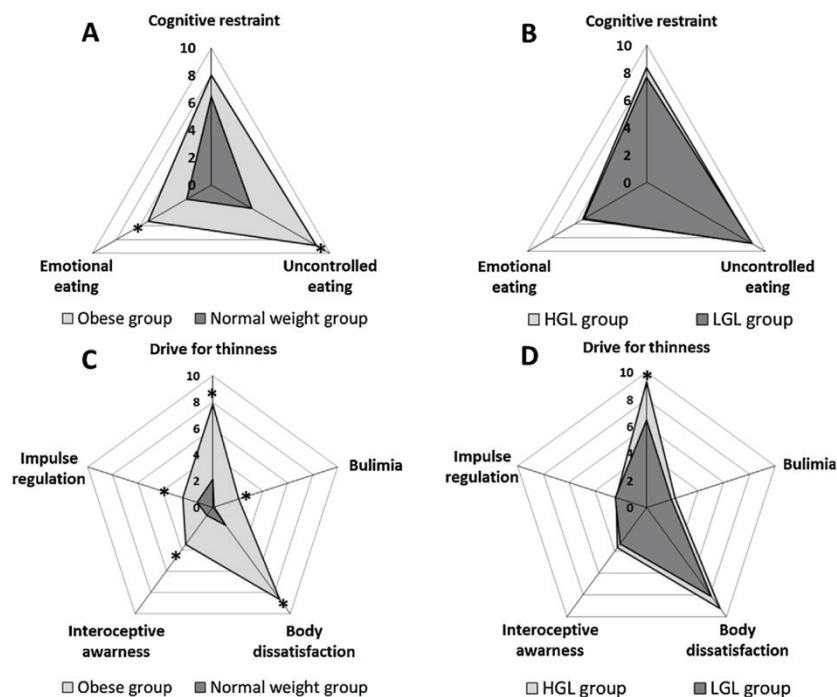 A
Cognitive restraint
10
8
6
4
2
0
*
*
Emotional
eating
Uncontrolled
eating
Obese group
Normal weight group
B
Cognitive restraint
10
8
6
4
2
0
Emotional
eating
Uncontrolled
eating
HGL group
LGL group
C
Drive for thinness
10
*
8
6
4
2
0
Impulse
regulation
*
*
Bulimia
*
*
Interoceptive
awarness
Body
dissatisfaction
Obese group
Normal weight group
D
Drive for thinness
10
*
8
6
4
2
0
Impulse
regulation
Bulimia
Interoceptive
awarness
Body
dissatisfaction
HGL group
LGL group